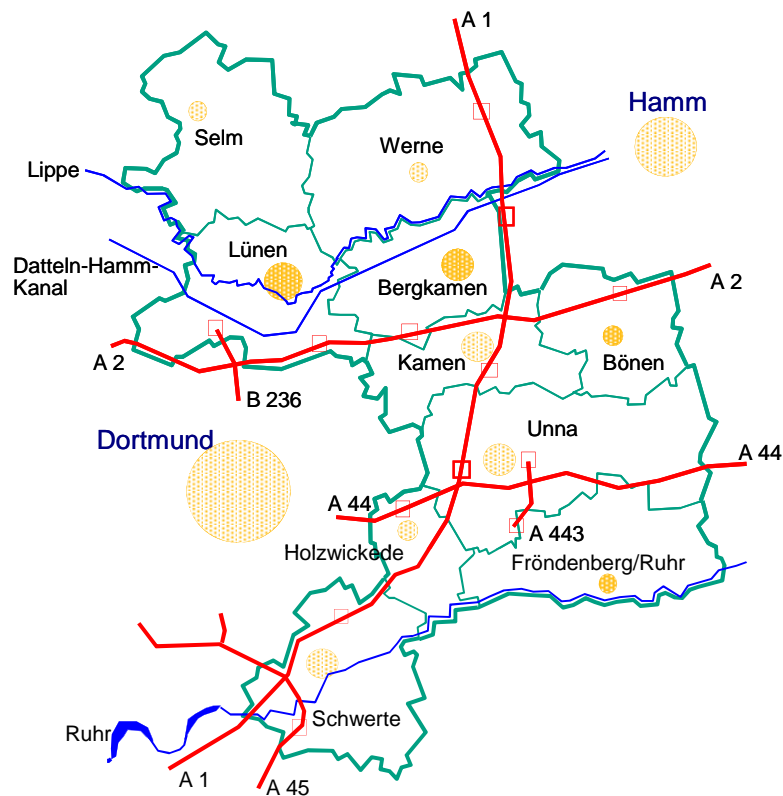 A 1
Hamm
Selm
Werne
Lippe
Lünen
Datteln-Hamm-
Kanal
Bergkamen
A 2
A 2
Kamen
Bönen
B 236
Unna
Dortmund
A 44
A 44
A 443
Holzwickede
Fröndenberg/Ruhr
Schwerte
Ruhr
A 1
A 45